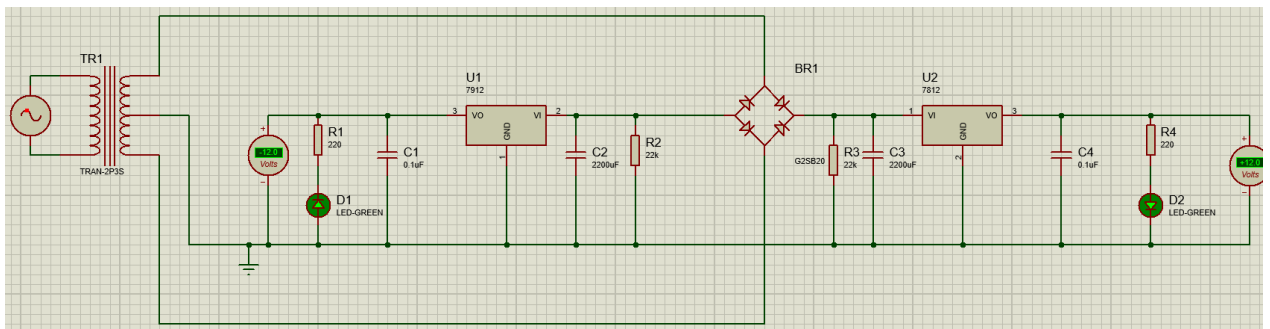 TR1
TRAN-2P3S
-12.0
Volts
R1
220
D1
LED-GREEN
C1
0.1uF
U1
7912
3
VO
VI
2
GND
1
C2
2200uF
R2
22k
BR1
G2SB20
R3
22k
C3
2200uF
U2
7812
1
VI
VO
3
GND
2
C4
0.1uF
R4
220
D2
LED-GREEN
+12.0
Volts